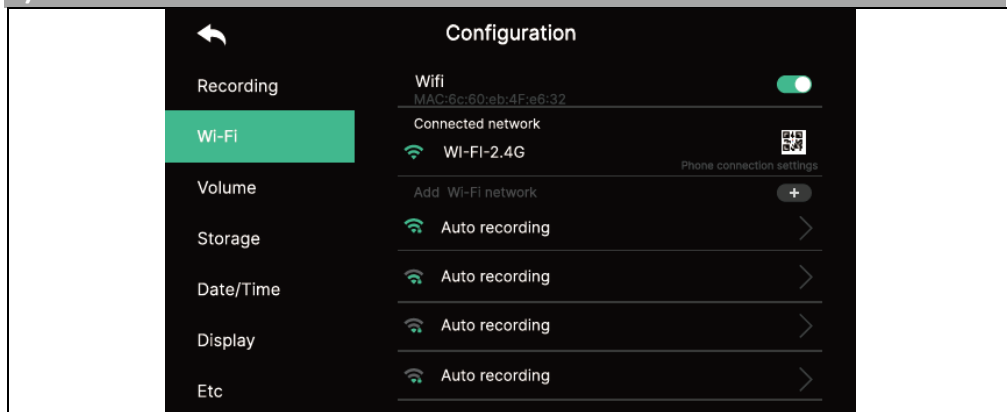 Configuration
Recording
Wi-Fi
Volume
Storage
Date/Time
Display
Etc
Wifi
MAC:6c:60:eb:4F:e6:32
Connected network
WI-FI-2.4G
Phone connection settings
Add Wi-Fi network
Auto recording
Auto recording
Auto recording
Auto recording